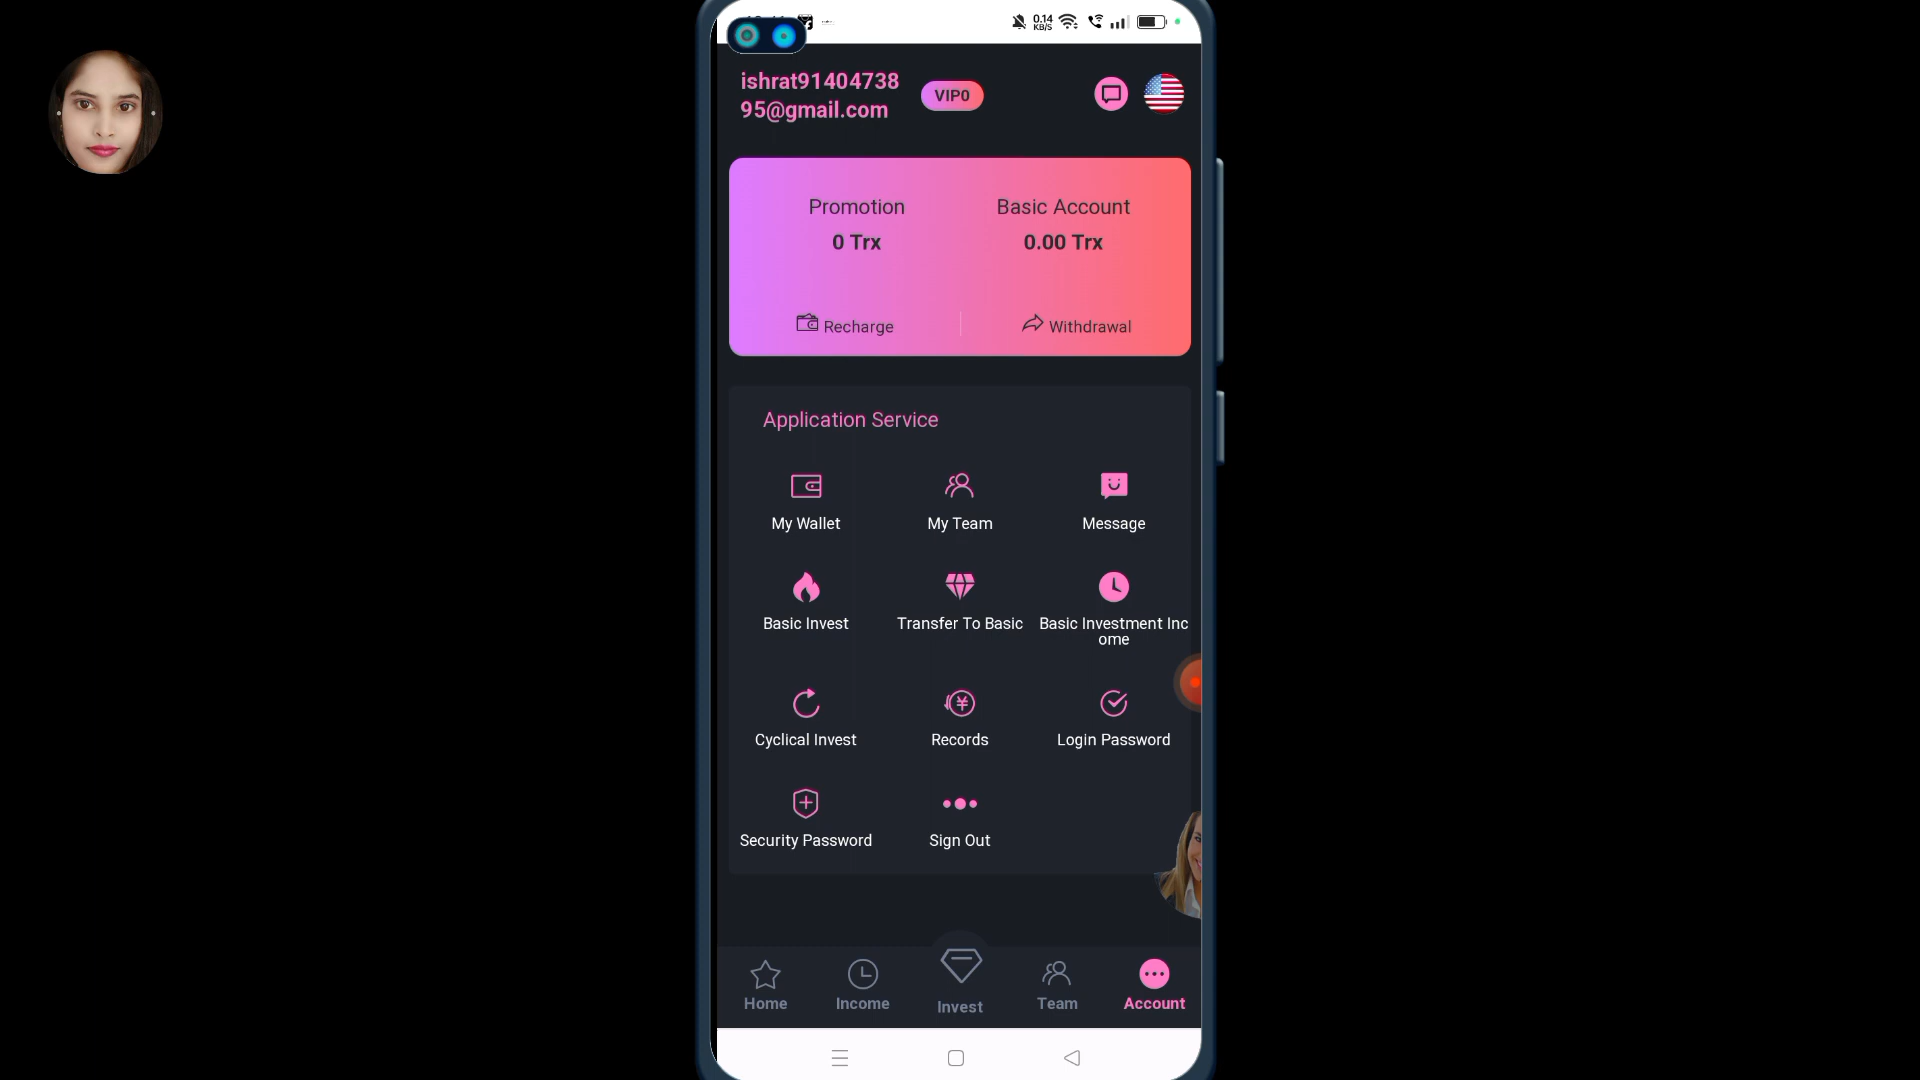 0.14
KB/S
ishrat91404738
95@gmail.com
VIP0
Promotion
Basic Account
0 Trx
0.00 Trx
Recharge
Withdrawal
Application Service
My Wallet
My Team
Message
Basic Invest
Transfer To Basic
Basic Investment Inc
ome
Cyclical Invest
Records
Login Password
Security Password
Sign Out
Home
Income
Invest
Team
Account